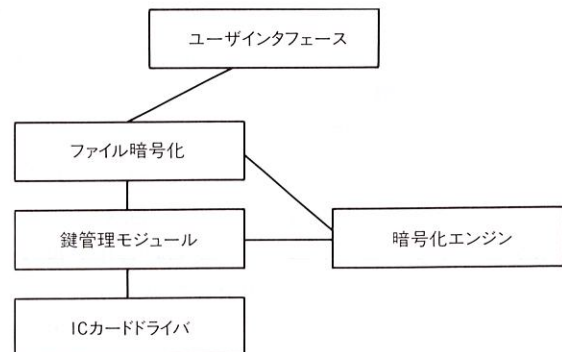 ユーザインタフェース
ファイル暗号化
鍵管理モジュール
暗号化エンジン
ICカードドライバ